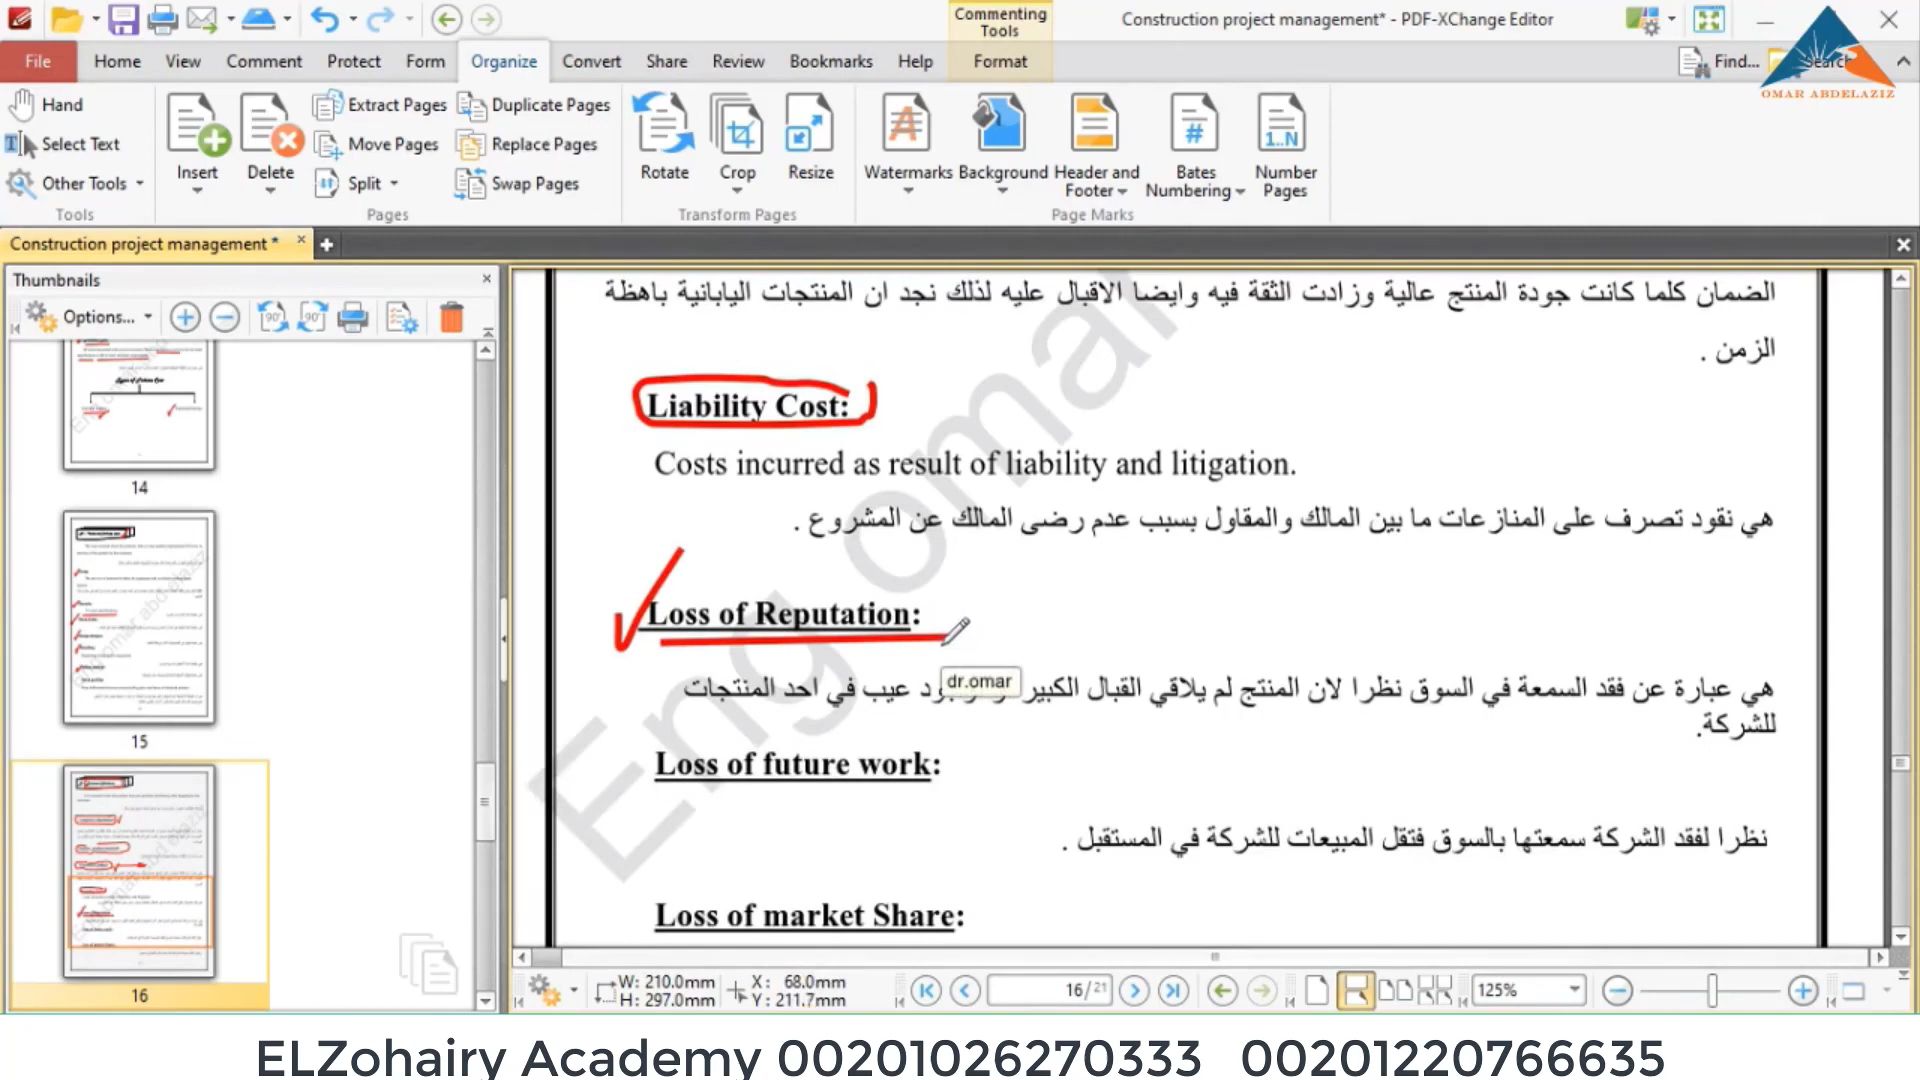 Commenting Tools
Construction project management* - PDF-XChange Editor
File Home View Comment Protect Form Organize Convert Share Review Bookmarks Help Format
Find...
OMAR ABDELAZIZ
Hand
Select Text
Other Tools
Tools
Insert
Delete
Extract Pages
Move Pages
Split
Duplicate Pages
Replace Pages
Swap Pages
Pages
Rotate
Crop
Resize
Transform Pages
Watermarks
Background
Header and Footer
Bates Numbering
Number Pages
Page Marks
Construction project management *
Thumbnails
Options...
14
15
16
الضمان كلما كانت جودة المنتج عالية وزادت الثقة فيه وايضا الاقبال عليه لذلك نجد ان المنتجات اليابانية باهظة
الزمن .
Liability Cost:
Costs incurred as result of liability and litigation.
هي نقود تصرف على المنازعات ما بين المالك والمقاول بسبب عدم رضى المالك عن المشروع .
Loss of Reputation:
dr.omar
هي عبارة عن فقد السمعة في السوق نظرا لان المنتج لم يلاقي القبال الكبير عيب في احد المنتجات
للشركة.
Loss of future work:
نظرا لفقد الشركة سمعتها بالسوق فتقل المبيعات للشركة في المستقبل .
Loss of market Share:
Eng omar
W: 210.0mm
H: 297.0mm
X: 68.0mm
Y: 211.7mm
16/21
125%
ELZohairy Academy 00201026270333 00201220766635